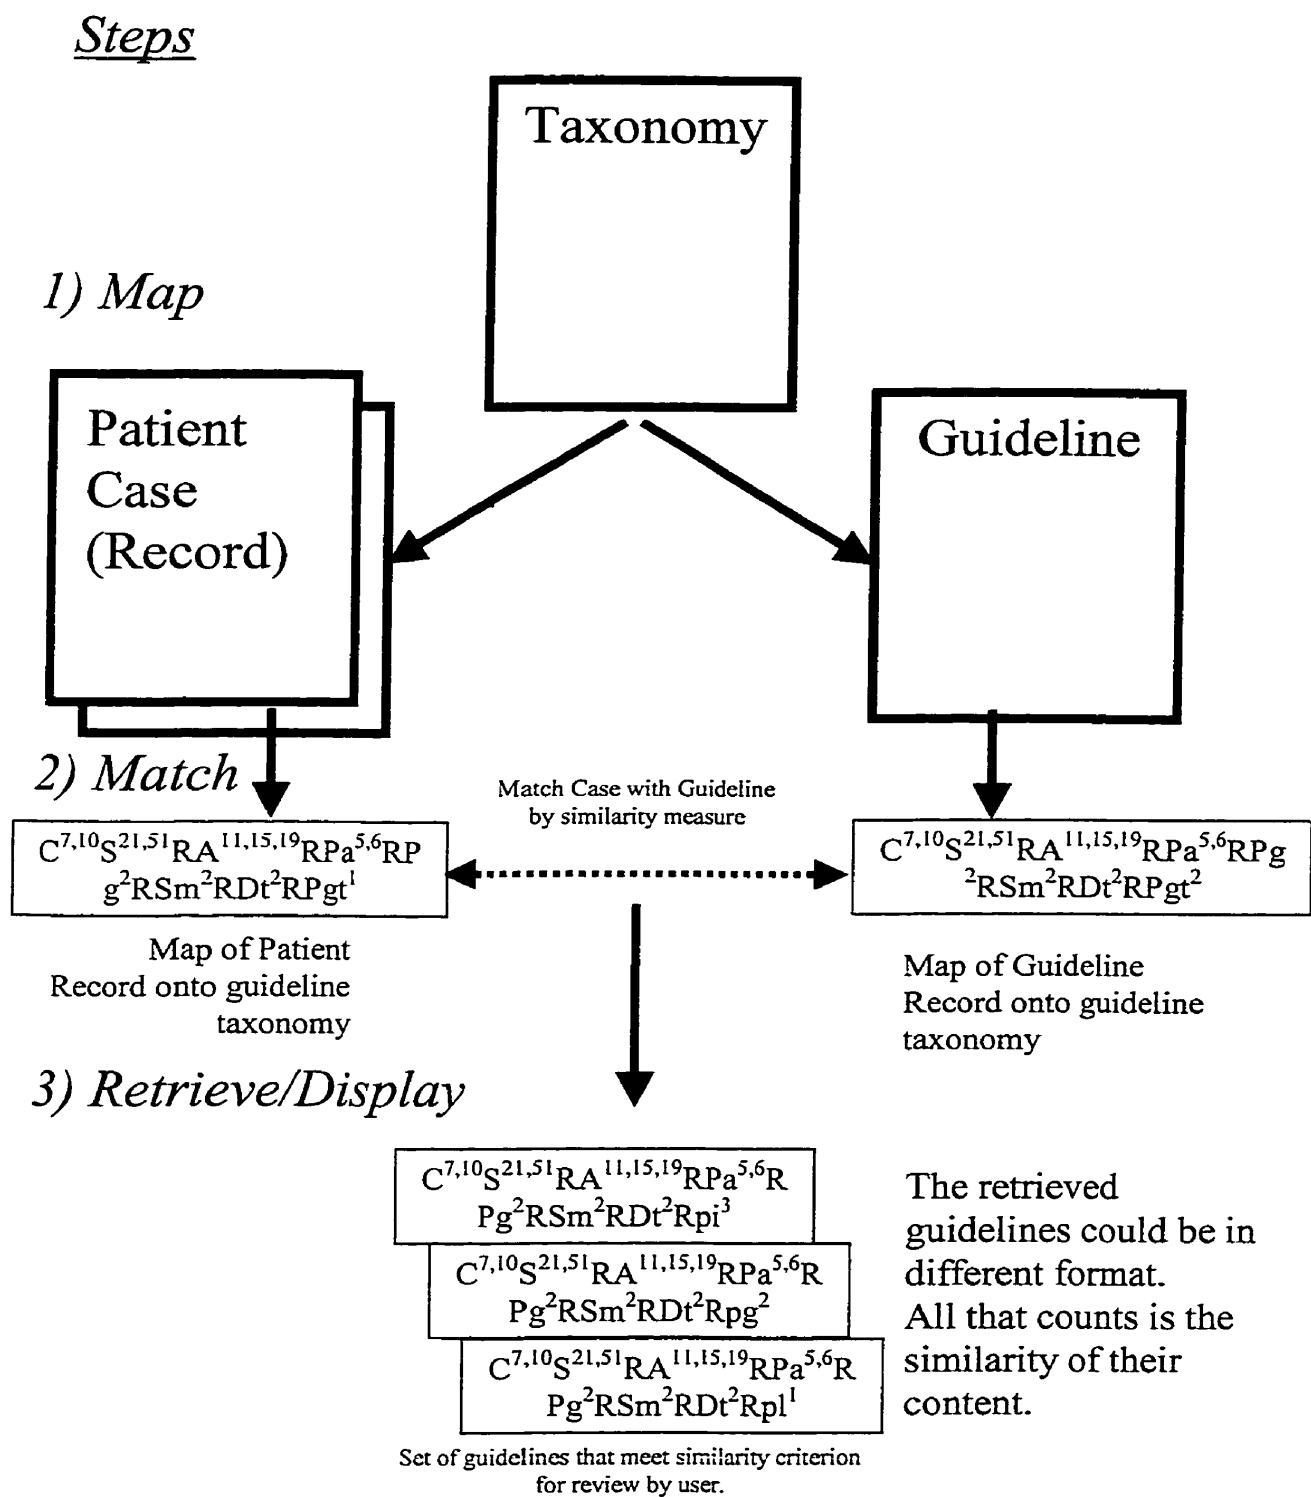 Steps
Taxonomy
1) Map
Patient
Case
(Record)
Guideline
2) Match
Match Case with Guideline
by similarity measure
C⁷,¹⁰S²¹,⁵¹RA¹¹,¹⁵,¹⁹RPa⁵,⁶RP
g²RSm²RDt²RPgt¹
C⁷,¹⁰S²¹,⁵¹RA¹¹,¹⁵,¹⁹RPa⁵,⁶RPg
²RSm²RDt²RPgt²
Map of Patient
Record onto guideline
taxonomy
Map of Guideline
Record onto guideline
taxonomy
3) Retrieve/Display
C⁷,¹⁰S²¹,⁵¹RA¹¹,¹⁵,¹⁹RPa⁵,⁶R
Pg²RSm²RDt²Rpi³
C⁷,¹⁰S²¹,⁵¹RA¹¹,¹⁵,¹⁹RPa⁵,⁶R
Pg²RSm²RDt²Rpg²
C⁷,¹⁰S²¹,⁵¹RA¹¹,¹⁵,¹⁹RPa⁵,⁶R
Pg²RSm²RDt²Rpl¹
The retrieved
guidelines could be in
different format.
All that counts is the
similarity of their
content.
Set of guidelines that meet similarity criterion
for review by user.